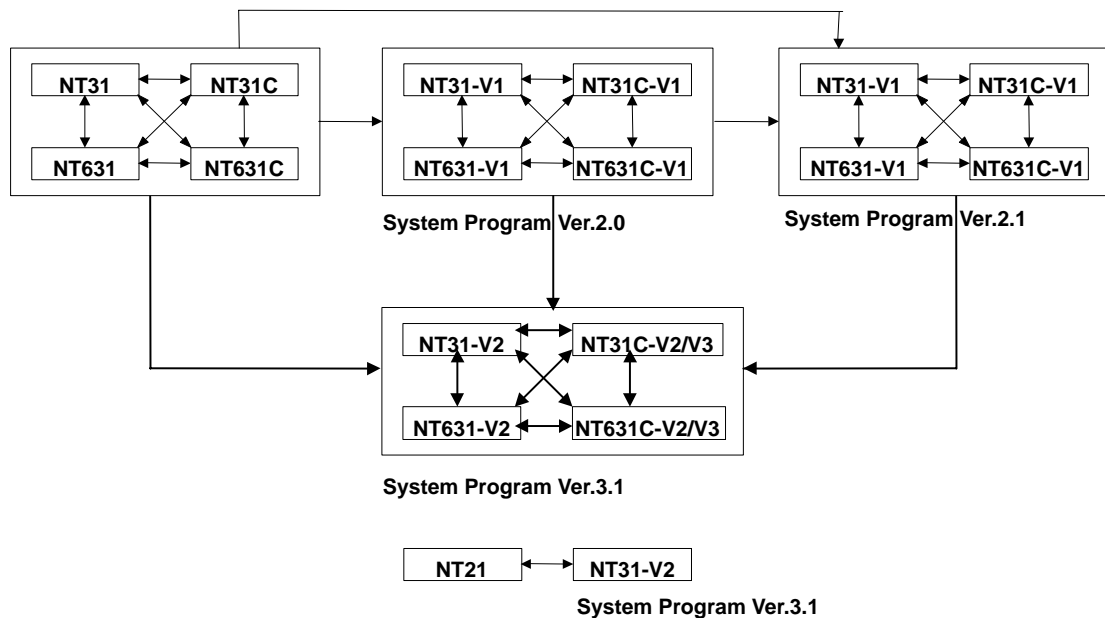 NT31 NT31C
NT631 NT631C
NT31-V1 NT31C-V1
NT631-V1 NT631C-V1
System Program Ver.2.0
NT31-V1 NT31C-V1
NT631-V1 NT631C-V1
System Program Ver.2.1
NT31-V2 NT31C-V2/V3
NT631-V2 NT631C-V2/V3
System Program Ver.3.1
NT21 NT31-V2
System Program Ver.3.1